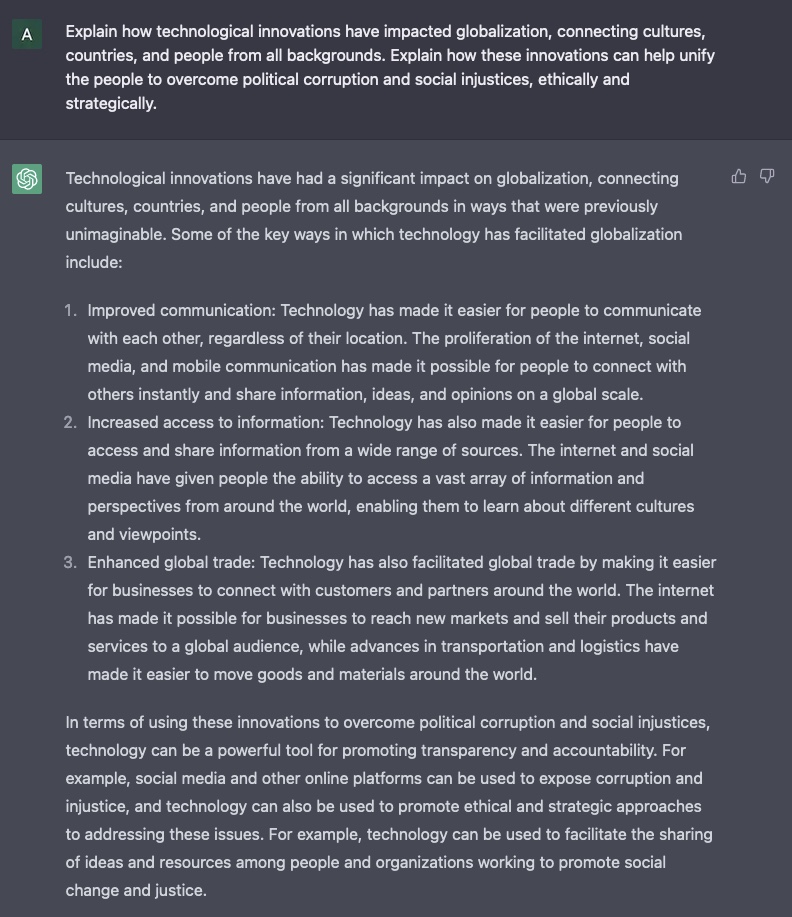 A
Explain how technological innovations have impacted globalization, connecting cultures,
countries, and people from all backgrounds. Explain how these innovations can help unify
the people to overcome political corruption and social injustices, ethically and
strategically.
Technological innovations have had a significant impact on globalization, connecting
cultures, countries, and people from all backgrounds in ways that were previously
unimaginable. Some of the key ways in which technology has facilitated globalization
include:
1. Improved communication: Technology has made it easier for people to communicate
with each other, regardless of their location. The proliferation of the internet, social
media, and mobile communication has made it possible for people to connect with
others instantly and share information, ideas, and opinions on a global scale.
2. Increased access to information: Technology has also made it easier for people to
access and share information from a wide range of sources. The internet and social
media have given people the ability to access a vast array of information and
perspectives from around the world, enabling them to learn about different cultures
and viewpoints.
3. Enhanced global trade: Technology has also facilitated global trade by making it easier
for businesses to connect with customers and partners around the world. The internet
has made it possible for businesses to reach new markets and sell their products and
services to a global audience, while advances in transportation and logistics have
made it easier to move goods and materials around the world.
In terms of using these innovations to overcome political corruption and social injustices,
technology can be a powerful tool for promoting transparency and accountability. For
example, social media and other online platforms can be used to expose corruption and
injustice, and technology can also be used to promote ethical and strategic approaches
to addressing these issues. For example, technology can be used to facilitate the sharing
of ideas and resources among people and organizations working to promote social
change and justice.